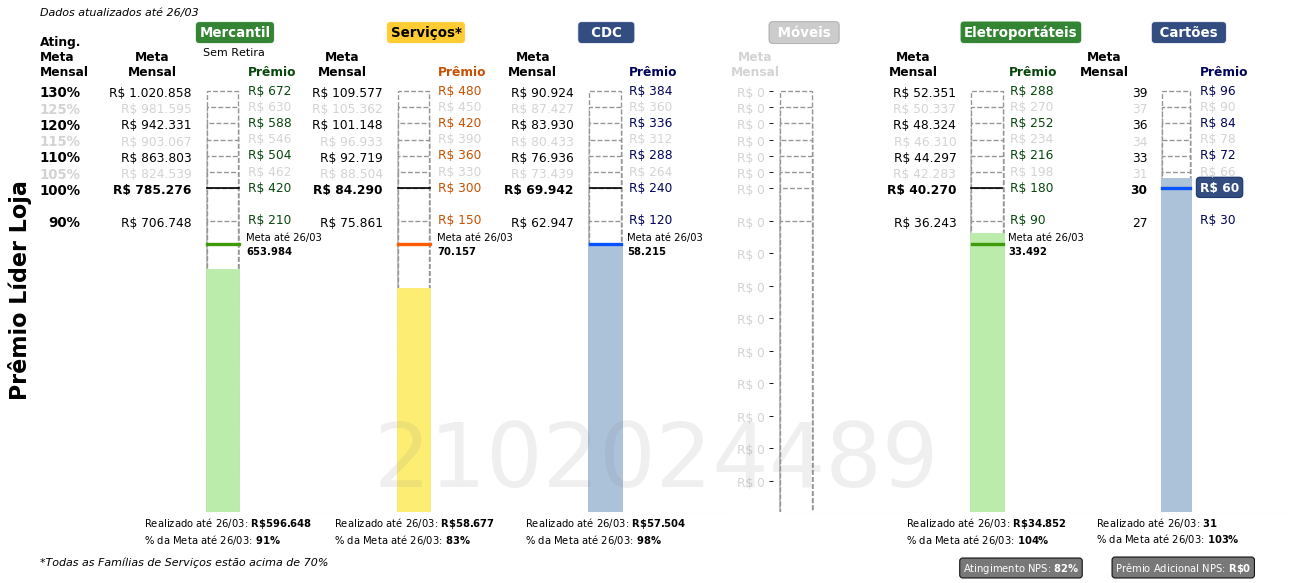 Dados atualizados até 26/03
Mercantil Serviços* CDC Móveis Eletroportáteis Cartões
Sem Retira
Ating. Meta Mensal
Meta Mensal Prêmio Meta Mensal Prêmio Meta Mensal Prêmio Meta Mensal Meta Mensal Prêmio Meta Mensal Prêmio
130% R$ 1.020.858 R$ 672 R$ 109.577 R$ 480 R$ 90.924 R$ 384 R$ 0 R$ 52.351 R$ 288 39 R$ 96
125% R$ 981.595 R$ 630 R$ 105.362 R$ 450 R$ 87.427 R$ 360 R$ 0 R$ 50.337 R$ 270 37 R$ 90
120% R$ 942.331 R$ 588 R$ 101.148 R$ 420 R$ 83.930 R$ 336 R$ 0 R$ 48.324 R$ 252 36 R$ 84
115% R$ 903.067 R$ 546 R$ 96.933 R$ 390 R$ 80.433 R$ 312 R$ 0 R$ 46.310 R$ 234 34 R$ 78
110% R$ 863.803 R$ 504 R$ 92.719 R$ 360 R$ 76.936 R$ 288 R$ 0 R$ 44.297 R$ 216 33 R$ 72
105% R$ 824.539 R$ 462 R$ 88.504 R$ 330 R$ 73.439 R$ 264 R$ 0 R$ 42.283 R$ 198 31 R$ 66
100% R$ 785.276 R$ 420 R$ 84.290 R$ 300 R$ 69.942 R$ 240 R$ 0 R$ 40.270 R$ 180 30 R$ 60
90% R$ 706.748 R$ 210 R$ 75.861 R$ 150 R$ 62.947 R$ 120 R$ 0 R$ 36.243 R$ 90 27 R$ 30
Meta até 26/03 Meta até 26/03 Meta até 26/03 Meta até 26/03
653.984 70.157 58.215 R$ 0 33.492
R$ 0
R$ 0
R$ 0
R$ 0
R$ 0
R$ 0
R$ 0
Prêmio Líder Loja
2102024489
Realizado até 26/03: R$596.648 Realizado até 26/03: R$58.677 Realizado até 26/03: R$57.504 Realizado até 26/03: R$34.852 Realizado até 26/03: 31
% da Meta até 26/03: 91% % da Meta até 26/03: 83% % da Meta até 26/03: 98% % da Meta até 26/03: 104% % da Meta até 26/03: 103%
*Todas as Famílias de Serviços estão acima de 70% Atingimento NPS: 82% Prêmio Adicional NPS: R$0